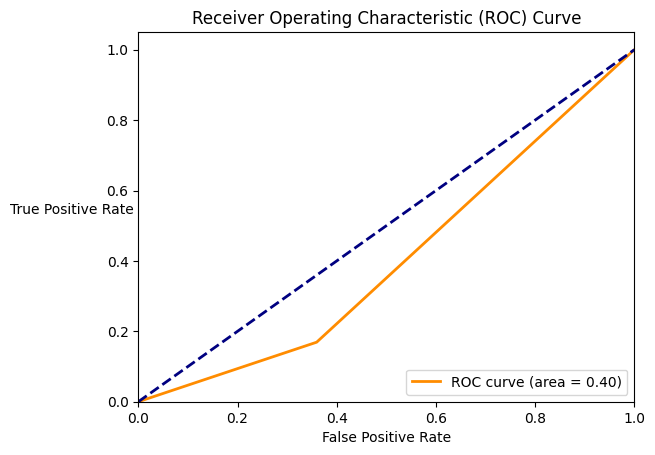 Receiver Operating Characteristic (ROC) Curve
1.0
0.8
0.6
True Positive Rate
0.4
0.2
0.0
ROC curve (area = 0.40)
0.0 0.2 0.4 0.6 0.8 1.0
False Positive Rate